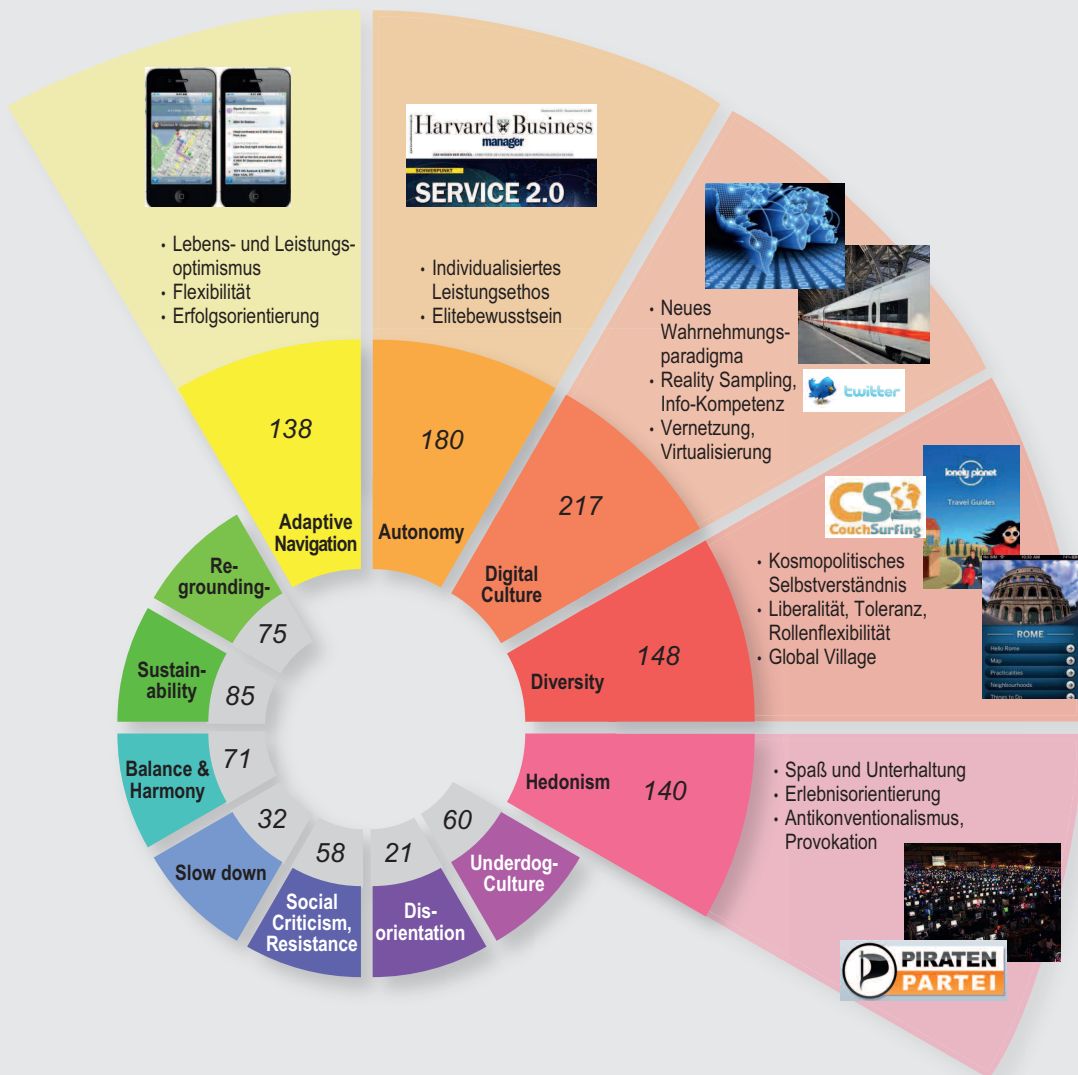 Harvard Business
manager
SCHWERPUNKT
SERVICE 2.0
• Lebens- und Leistungs-
optimismus
• Flexibilität
• Erfolgsorientierung
• Individualisiertes
Leistungsethos
• Elitebewusstsein
• Neues
Wahrnehmungs-
paradigma
• Reality Sampling,
Info-Kompetenz
• Vernetzung,
Virtualisierung
twitter
138
Adaptive
Navigation
180
Autonomy
217
Digital
Culture
lonely planet
Travel Guides
CS
CouchSurfing
• Kosmopolitisches
Selbstverständnis
• Liberalität, Toleranz,
Rollenflexibilität
• Global Village
ROME
Hello Rome
Map
Practicalities
Neighbourhoods
Things to Do
148
Diversity
Hedonism
140
• Spaß und Unterhaltung
• Erlebnisorientierung
• Antikonventionalismus,
Provokation
PIRATEN
PARTEI
60
Underdog-
Culture
21
Dis-
orientation
58
Social
Criticism,
Resistance
32
Slow down
71
Balance &
Harmony
85
Sustain-
ability
75
Re-
grounding-